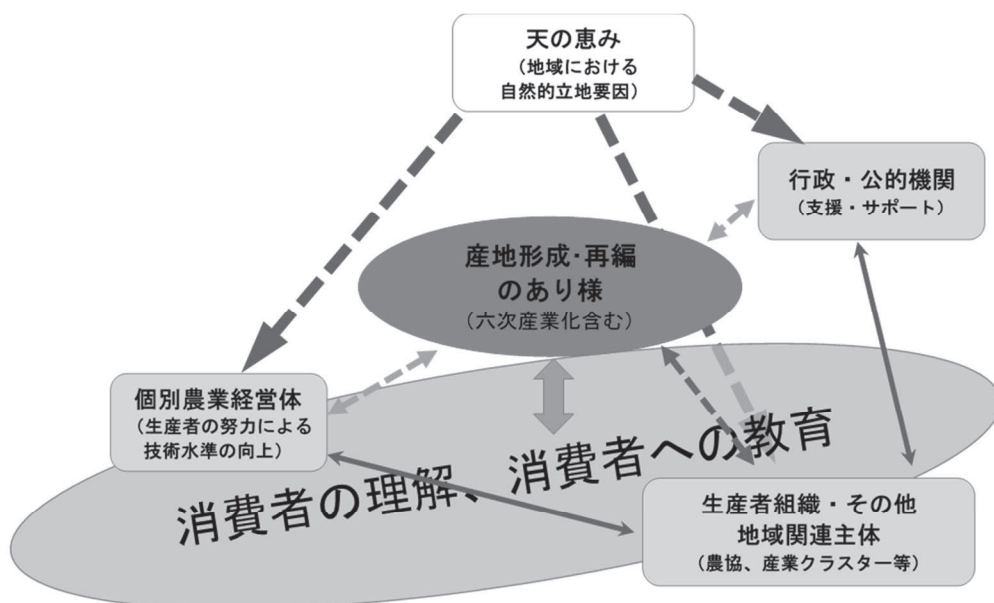 天の恵み
（地域における
自然的立地要因）
行政・公的機関
（支援・サポート）
産地形成・再編
のあり様
（六次産業化含む）
個別農業経営体
（生産者の努力による
技術水準の向上）
消費者の理解、消費者への教育
生産者組織・その他
地域関連主体
（農協、産業クラスター等）